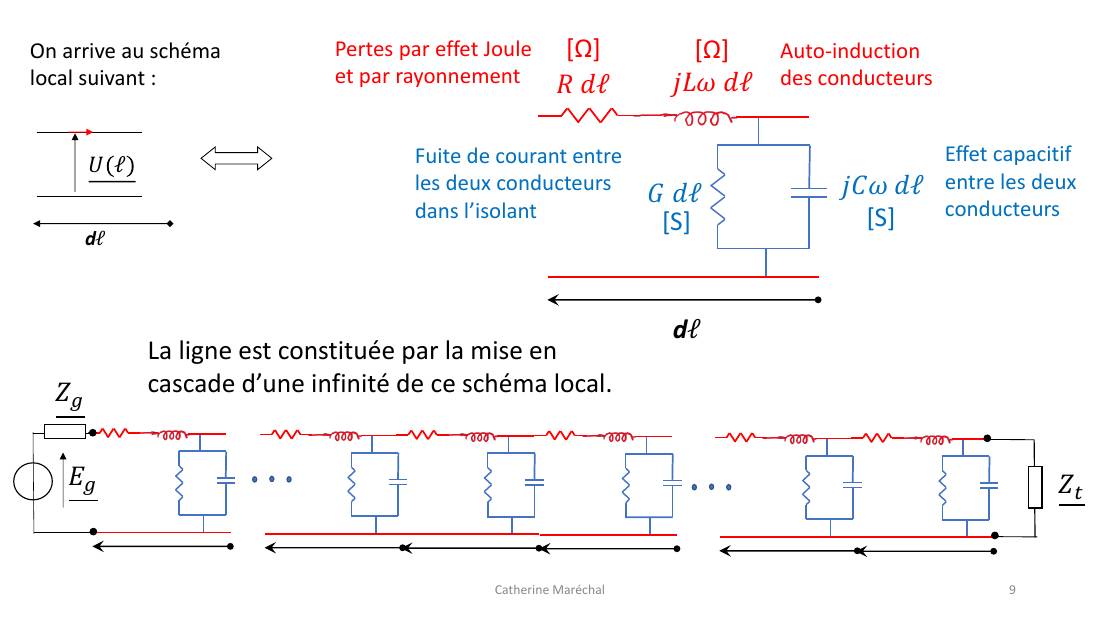 On arrive au schéma
local suivant :
U(ℓ)
dℓ
Pertes par effet Joule
et par rayonnement
[Ω]
R dℓ
[Ω]
jLω dℓ
Auto-induction
des conducteurs
Fuite de courant entre
les deux conducteurs
dans l’isolant
G dℓ
[S]
jCω dℓ
[S]
Effet capacitif
entre les deux
conducteurs
dℓ
La ligne est constituée par la mise en
cascade d’une infinité de ce schéma local.
Zg
Eg
Zt
Catherine Maréchal
9